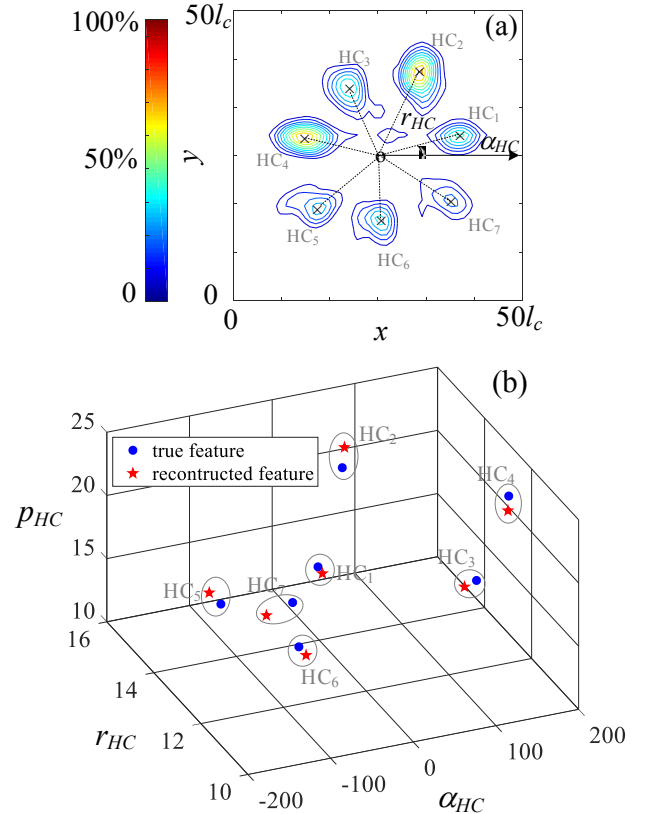 100%
50%
0
50l_c
(a)
HC_3
HC_2
r_HC
HC_1
α_HC
HC_4
y
o
HC_5
HC_6
HC_7
0
x
50l_c
(b)
25
20
15
10
p_HC
true feature
recontructed feature
HC_2
HC_4
HC_3
HC_5
HC_7
HC_1
HC_6
16
14
12
10
r_HC
-200
-100
0
100
200
α_HC